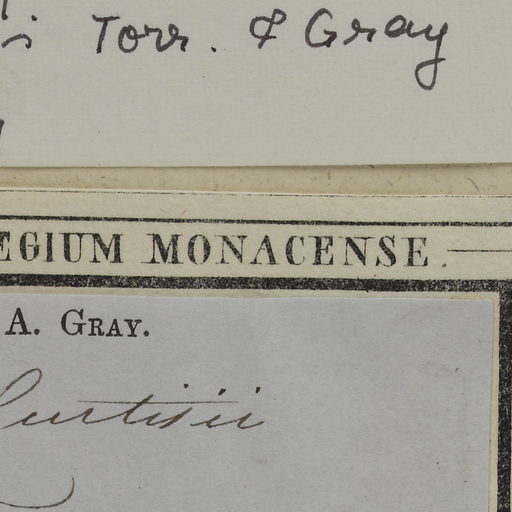 Torr. & Gray
EGIUM MONACENSE.
A. GRAY.
Curtisii